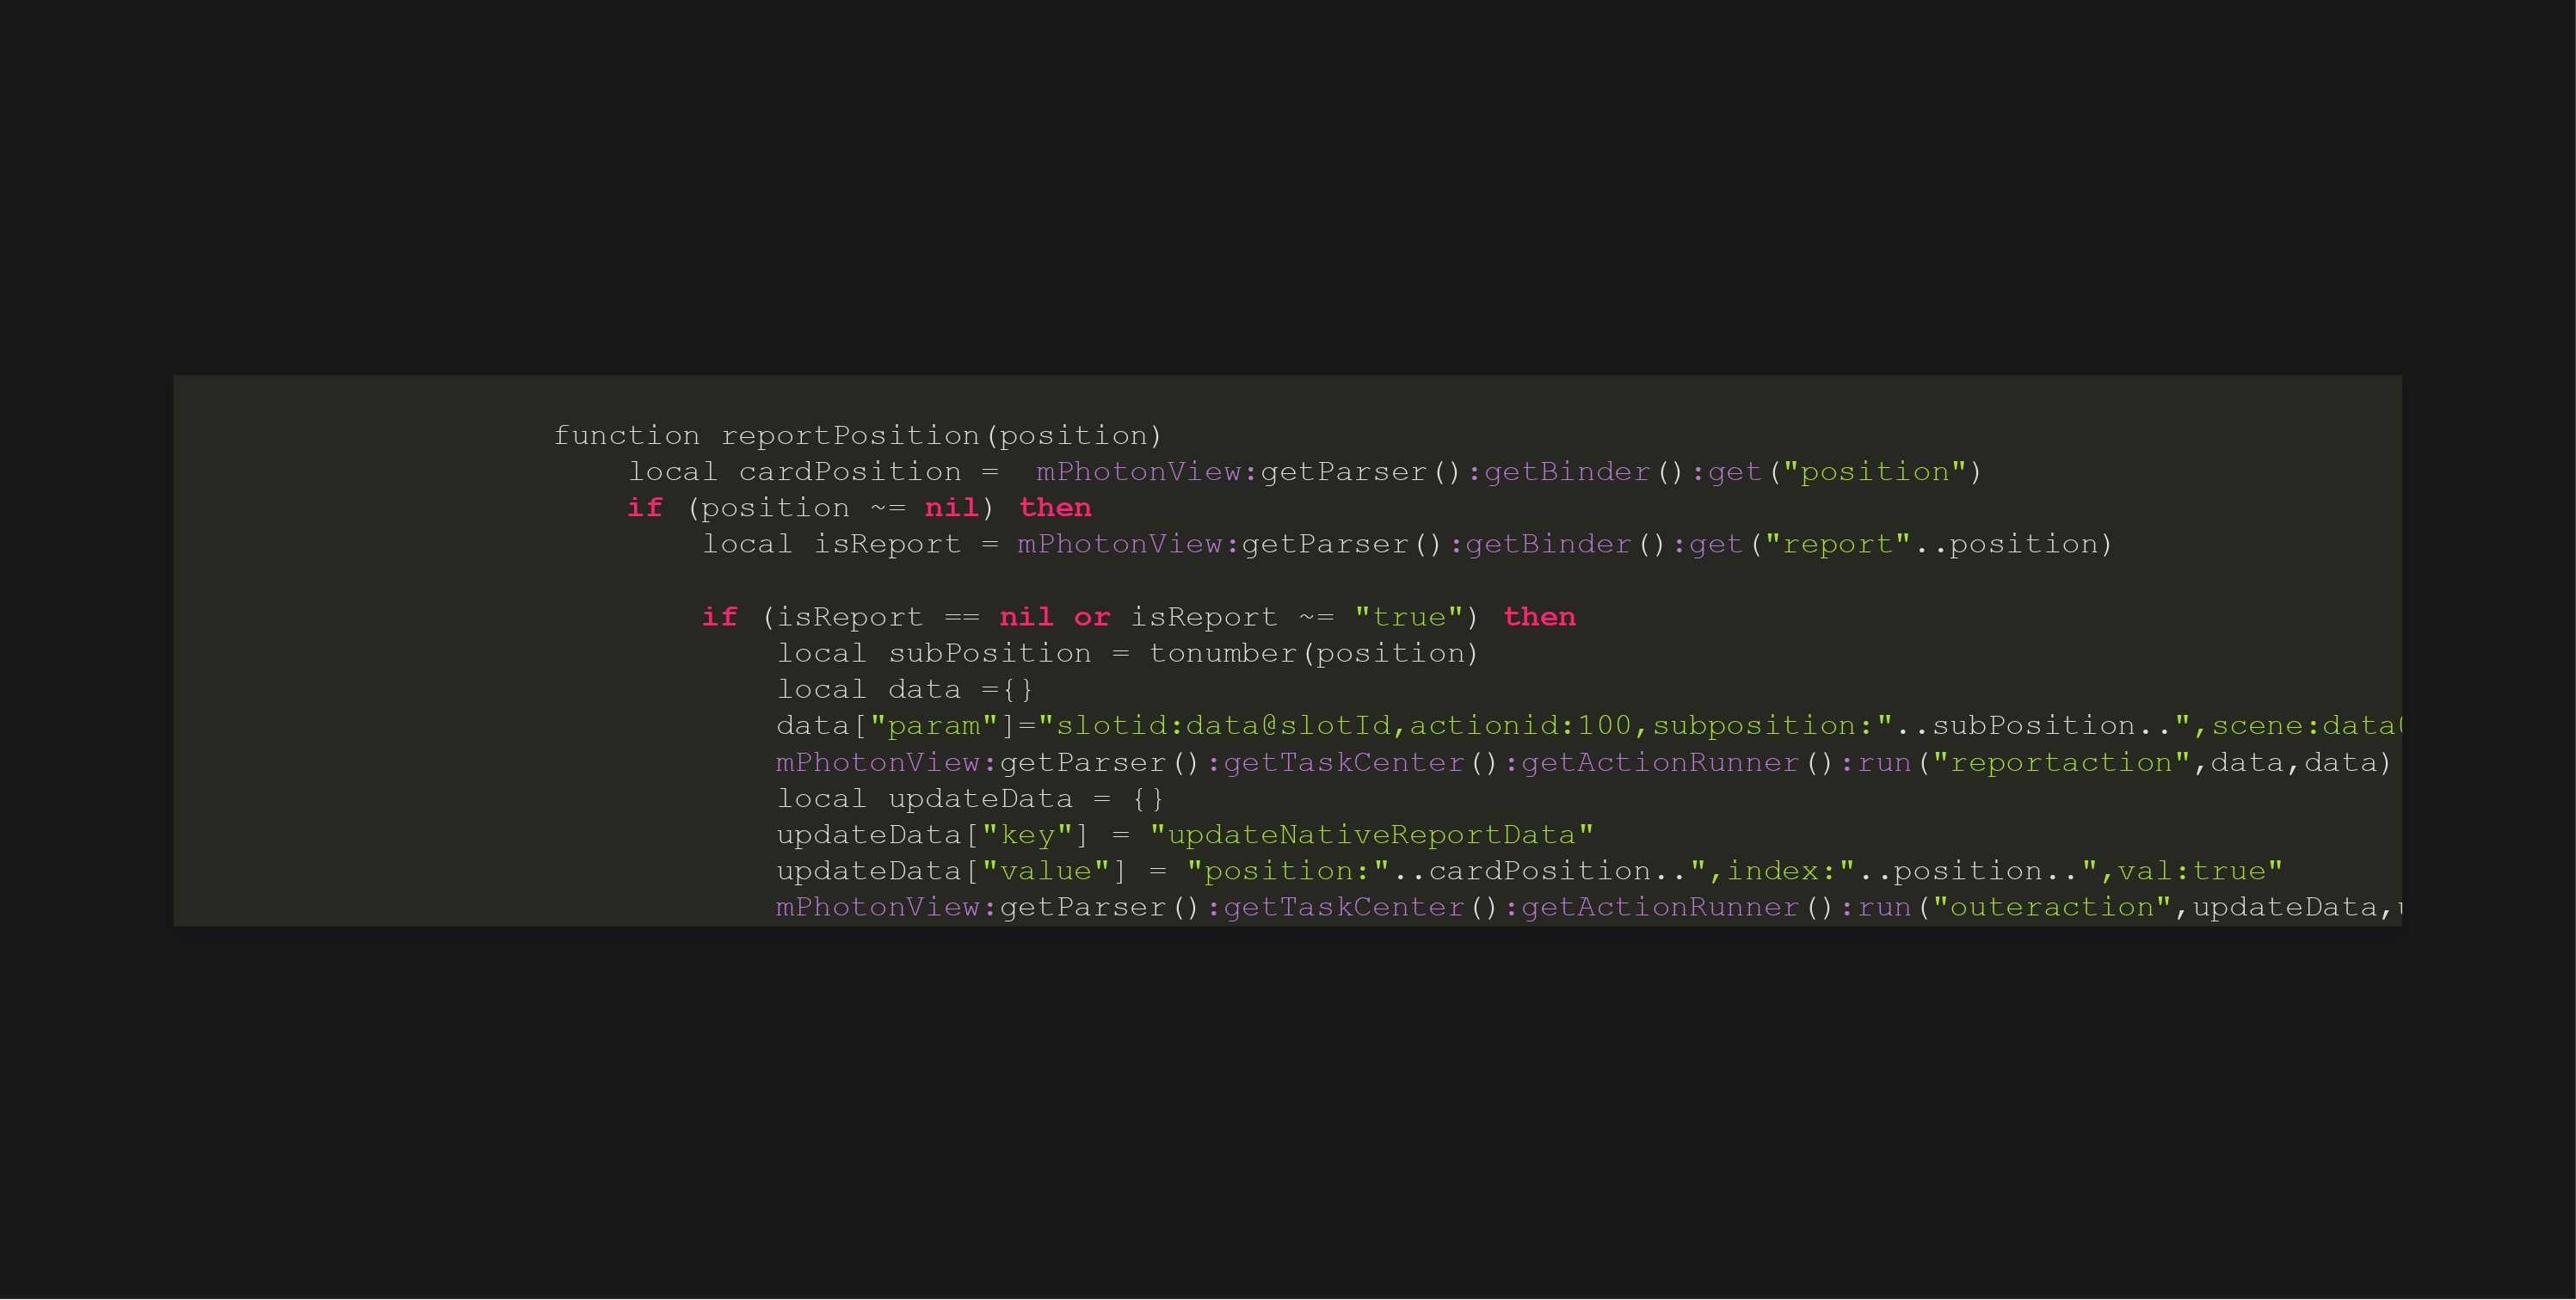 function reportPosition(position)
local cardPosition =  mPhotonView:getParser():getBinder():get("position")
if (position ~= nil) then
local isReport = mPhotonView:getParser():getBinder():get("report"..position)
if (isReport == nil or isReport ~= "true") then
local subPosition = tonumber(position)
local data ={}
data["param"]="slotid:data@slotId,actionid:100,subposition:"..subPosition..",scene:data
mPhotonView:getParser():getTaskCenter():getActionRunner():run("reportaction",data,data)
local updateData = {}
updateData["key"] = "updateNativeReportData"
updateData["value"] = "position:"..cardPosition..",index:"..position..",val:true"
mPhotonView:getParser():getTaskCenter():getActionRunner():run("outeraction",updateData,